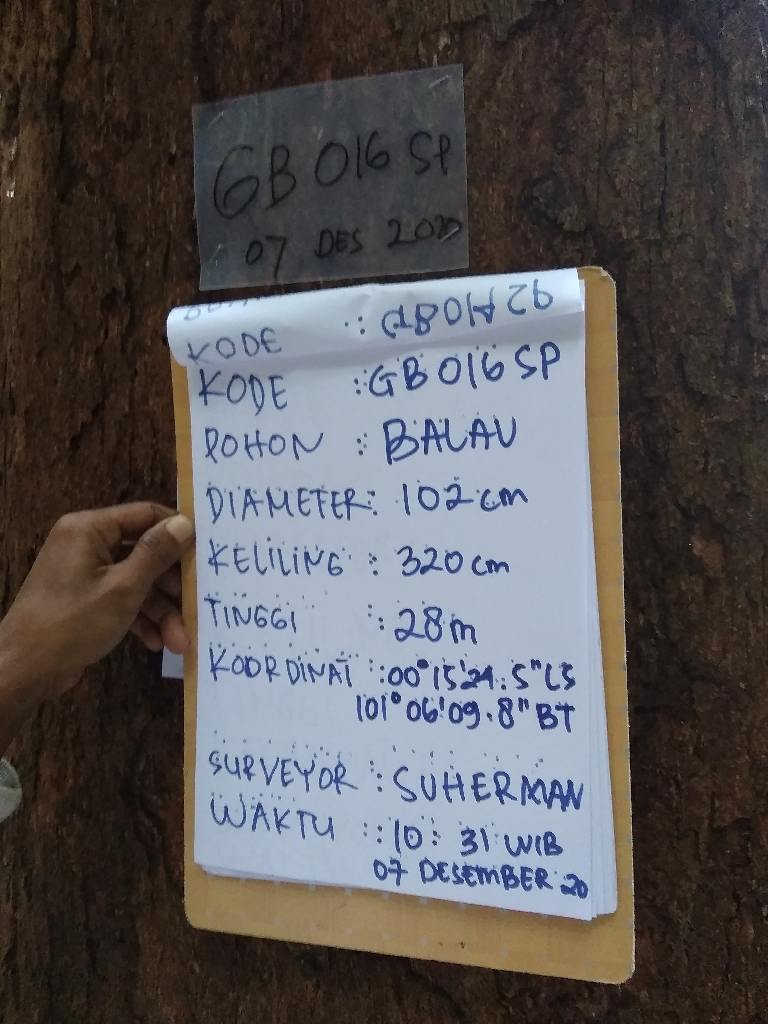 GB 016 SP
07 DES 2020
KODE :
KODE : GB 016 SP
POHON : BALAU
DIAMETER : 102 cm
KELILING : 320 cm
TINGGI : 28 m
KOORDINAT : 00° 15' 24.5" LS
101° 06' 09.8" BT
SURVEYOR : SUHERMAN
WAKTU : 10 : 31 WIB
07 DESEMBER 20